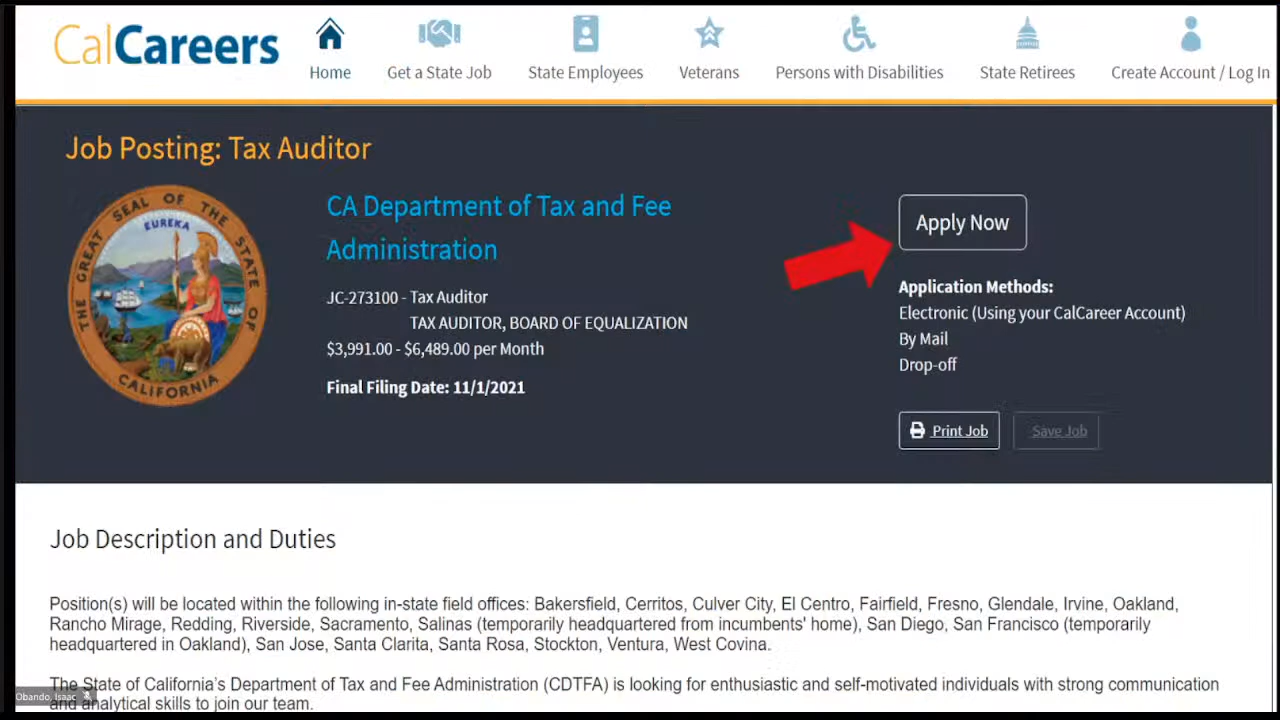 CalCareers
Home
Get a State Job
State Employees
Veterans
Persons with Disabilities
State Retirees
Create Account / Log In
Job Posting: Tax Auditor
THE GREAT SEAL OF THE STATE OF CALIFORNIA
EUREKA
CA Department of Tax and Fee
Administration
JC-273100 - Tax Auditor
TAX AUDITOR, BOARD OF EQUALIZATION
$3,991.00 - $6,489.00 per Month
Final Filing Date: 11/1/2021
Apply Now
Application Methods:
Electronic (Using your CalCareer Account)
By Mail
Drop-off
Print Job
Save Job
Job Description and Duties
Position(s) will be located within the following in-state field offices: Bakersfield, Cerritos, Culver City, El Centro, Fairfield, Fresno, Glendale, Irvine, Oakland,
Rancho Mirage, Redding, Riverside, Sacramento, Salinas (temporarily headquartered from incumbents' home), San Diego, San Francisco (temporarily
headquartered in Oakland), San Jose, Santa Clarita, Santa Rosa, Stockton, Ventura, West Covina.
The State of California's Department of Tax and Fee Administration (CDTFA) is looking for enthusiastic and self-motivated individuals with strong communication
and analytical skills to join our team.
Obando, Isaac